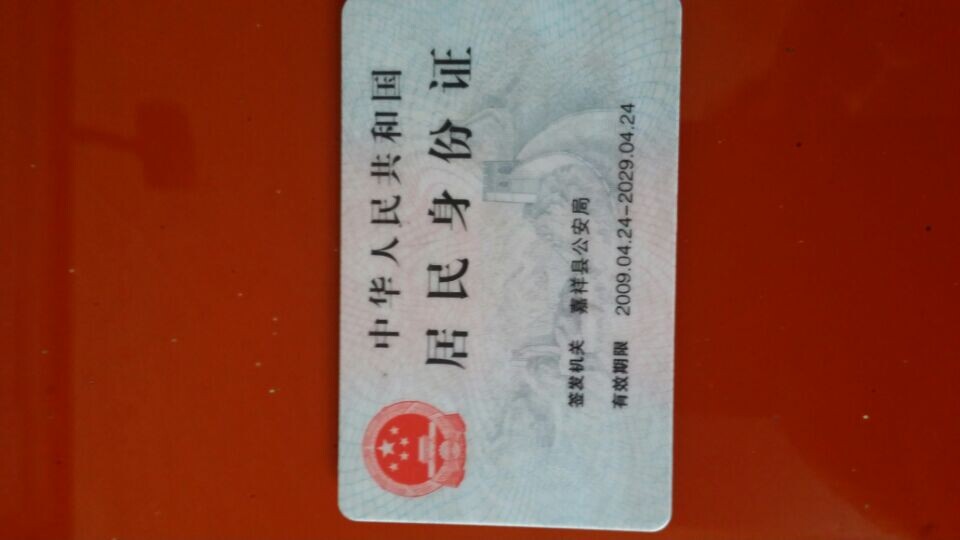 中华人民共和国
居民身份证
签发机关 嘉祥县公安局
有效期限 2009.04.24-2029.04.24